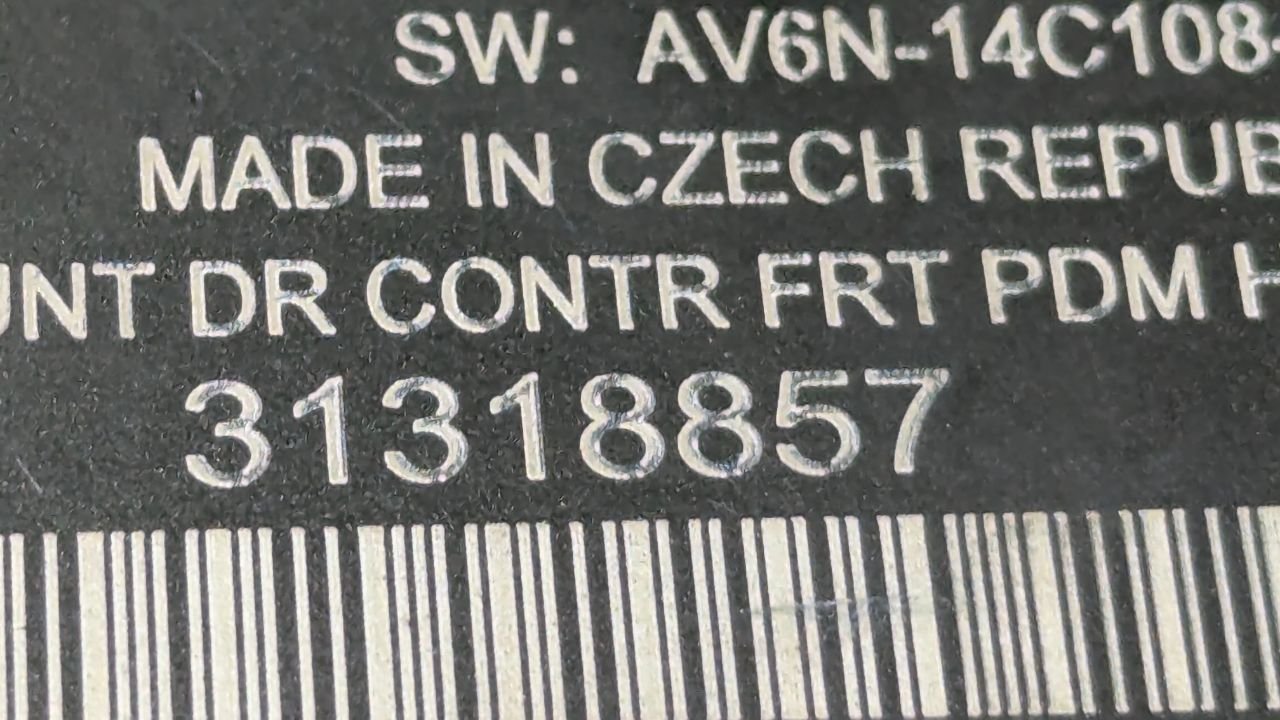 SW: AV6N-14C108-
MADE IN CZECH REPUB
UNT DR CONTR FRT PDM H
31318857